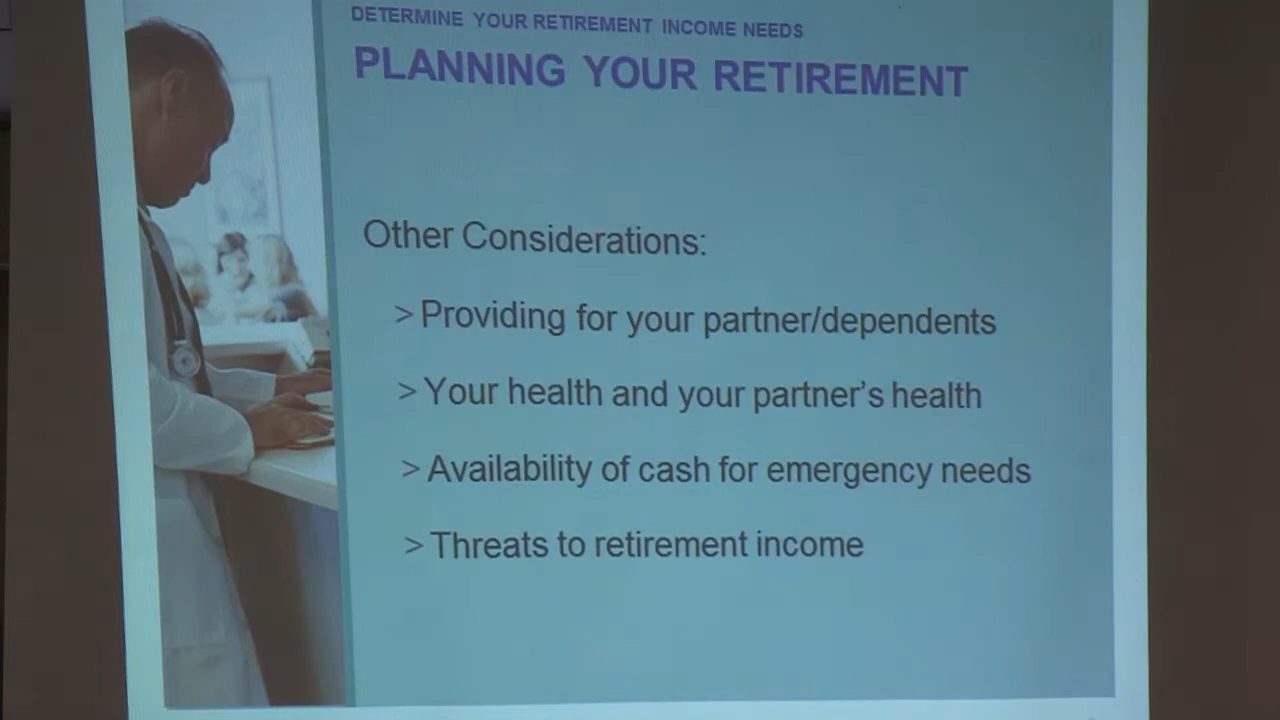 DETERMINE YOUR RETIREMENT INCOME NEEDS
PLANNING YOUR RETIREMENT
Other Considerations:
> Providing for your partner/dependents
> Your health and your partner's health
> Availability of cash for emergency needs
> Threats to retirement income